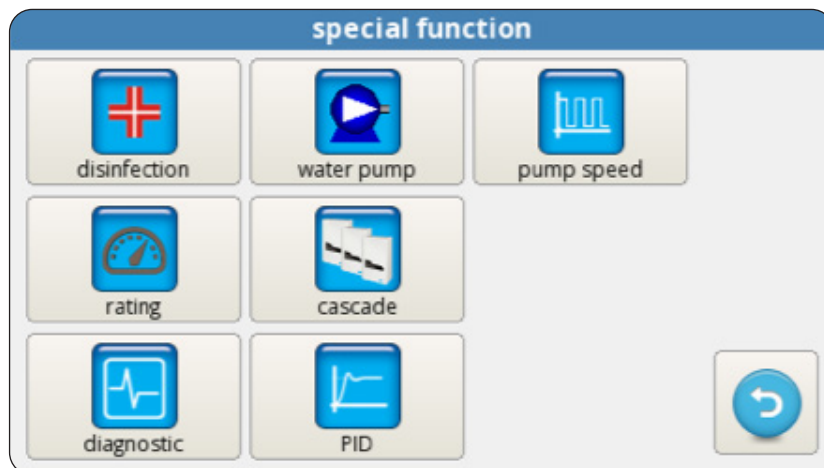 special function
disinfection
water pump
pump speed
rating
cascade
diagnostic
PID